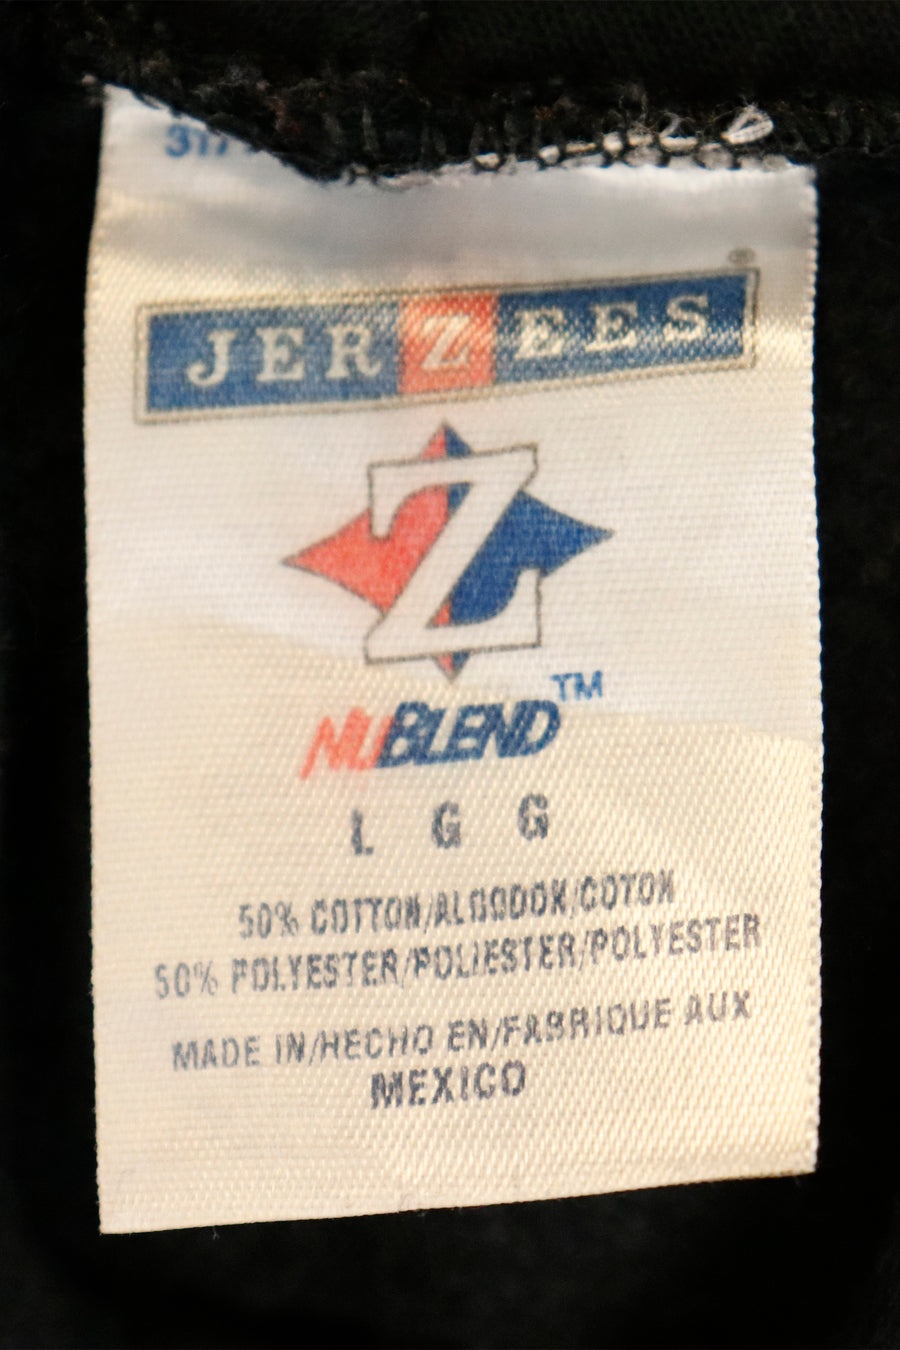 JERZEES®
Z
NUBLEND™
L G G
50% COTTON/ALGODON/COTON
50% POLYESTER/POLIESTER/POLYESTER
MADE IN/HECHO EN/FABRIQUE AUX
MEXICO